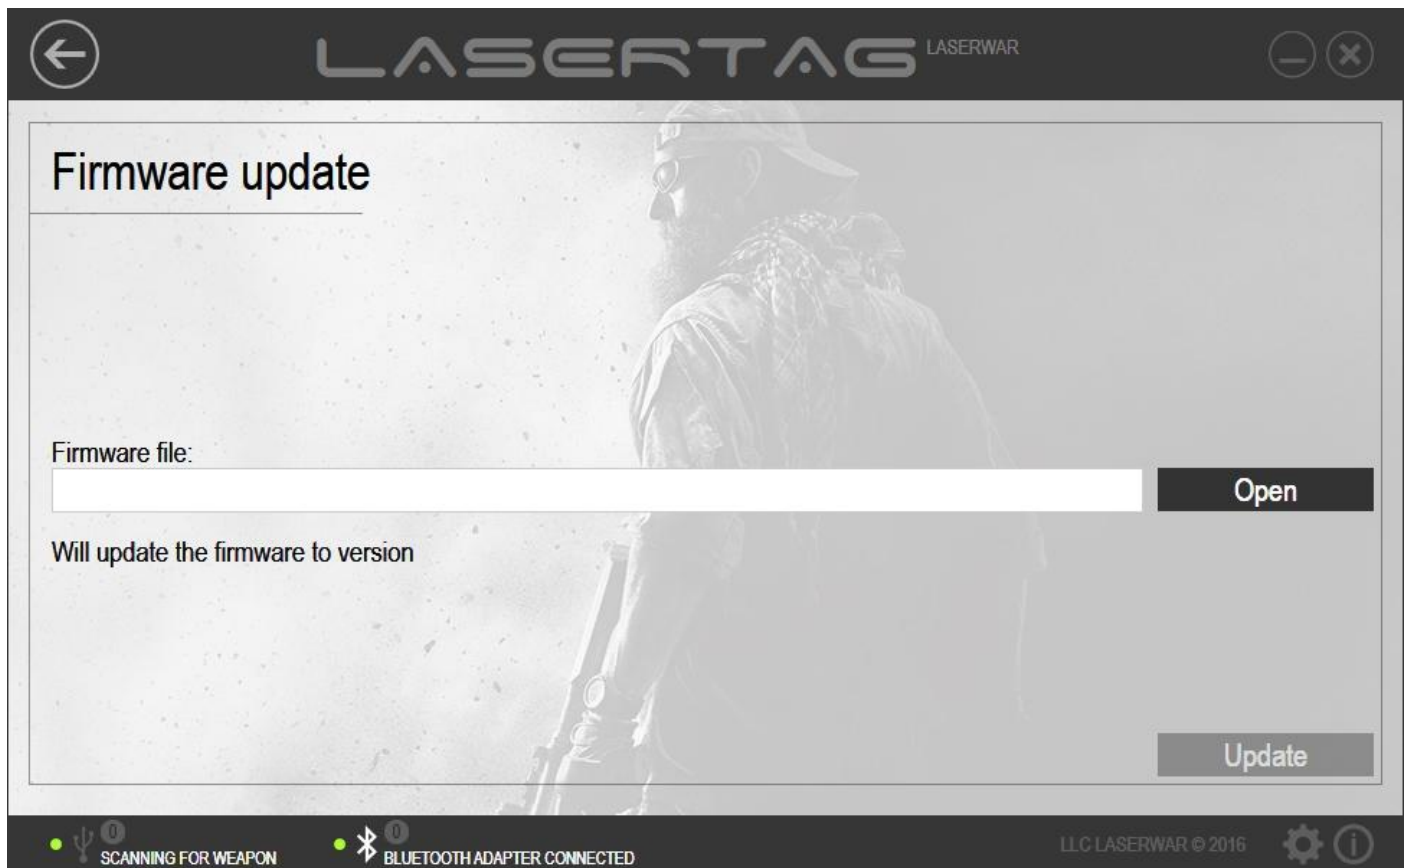 LASERTAG LASERWAR
Firmware update
Firmware file:
Open
Will update the firmware to version
Update
0
SCANNING FOR WEAPON
0
BLUETOOTH ADAPTER CONNECTED
LLC LASERWAR © 2016